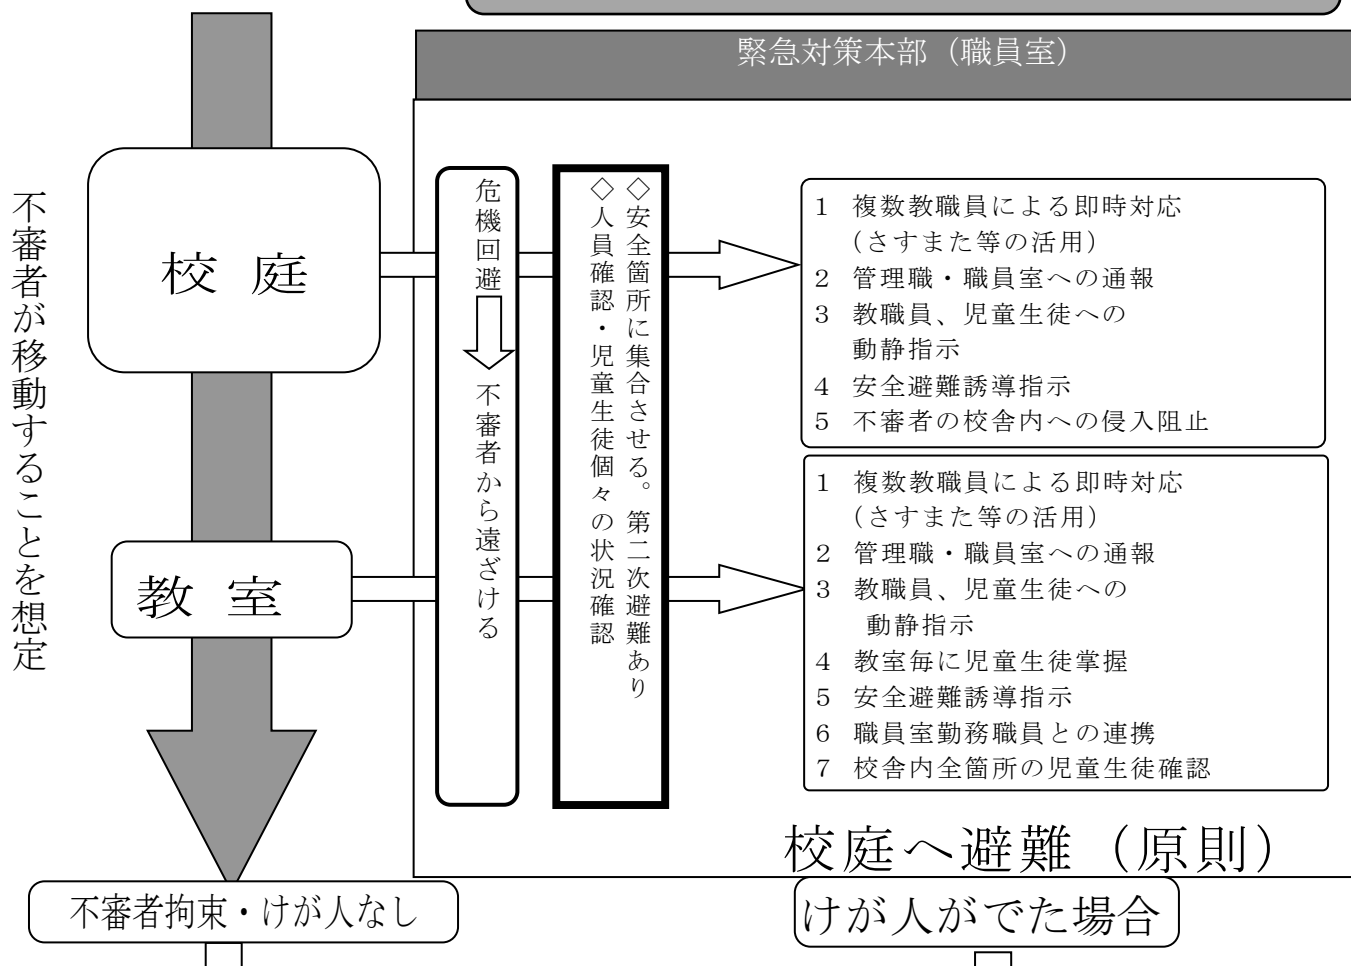 緊急対策本部（職員室）
不審者が移動することを想定
校庭
危機回避
不審者から遠ざける
◇安全箇所に集合させる。第二次避難あり
◇人員確認・児童生徒個々の状況確認
1 複数教職員による即時対応
（さすまた等の活用）
2 管理職・職員室への通報
3 教職員、児童生徒への
動静指示
4 安全避難誘導指示
5 不審者の校舎内への侵入阻止
教室
1 複数教職員による即時対応
（さすまた等の活用）
2 管理職・職員室への通報
3 教職員、児童生徒への
動静指示
4 教室毎に児童生徒掌握
5 安全避難誘導指示
6 職員室勤務職員との連携
7 校舎内全箇所の児童生徒確認
校庭へ避難（原則）
不審者拘束・けが人なし
けが人がでた場合